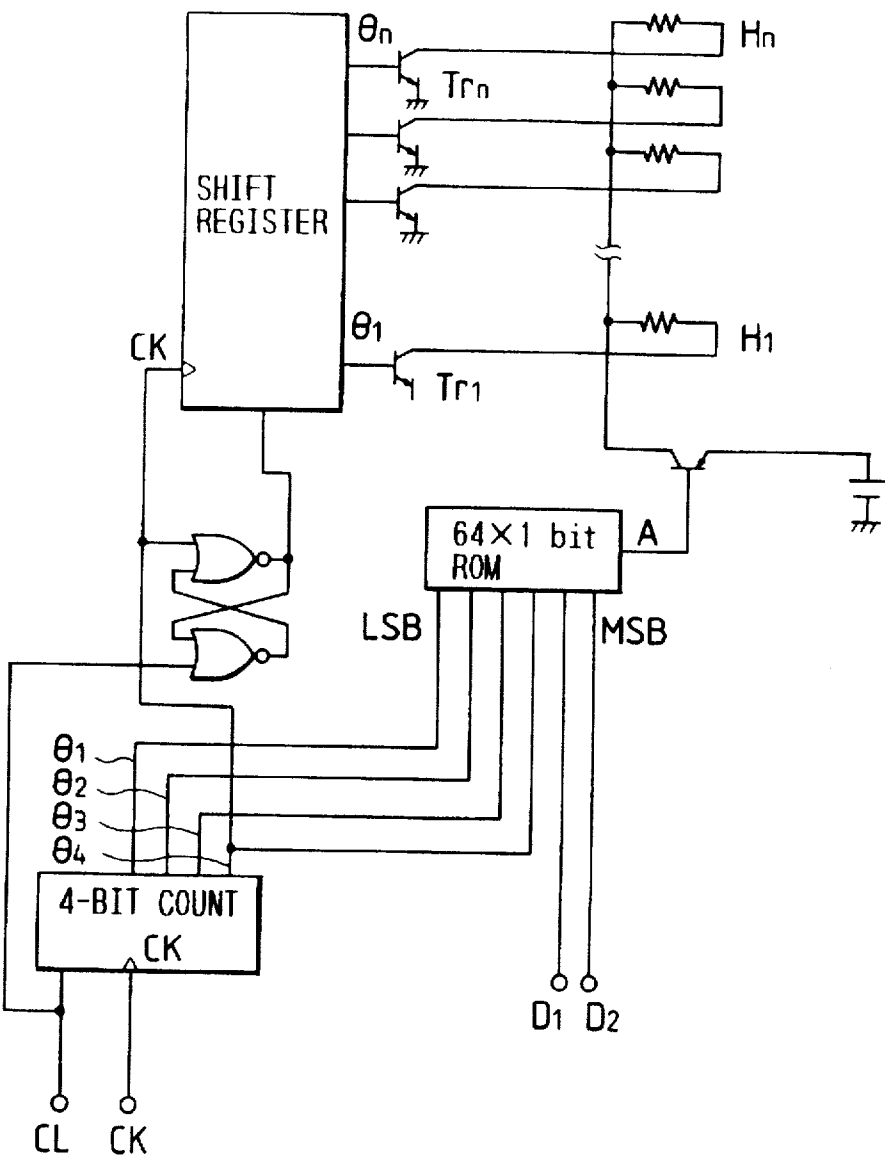 θn
Hn
Trn
SHIFT
REGISTER
θ1
CK
H1
Tr1
64×1 bit
ROM
A
LSB
MSB
θ1
θ2
θ3
θ4
4-BIT COUNT
CK
D1 D2
CL CK